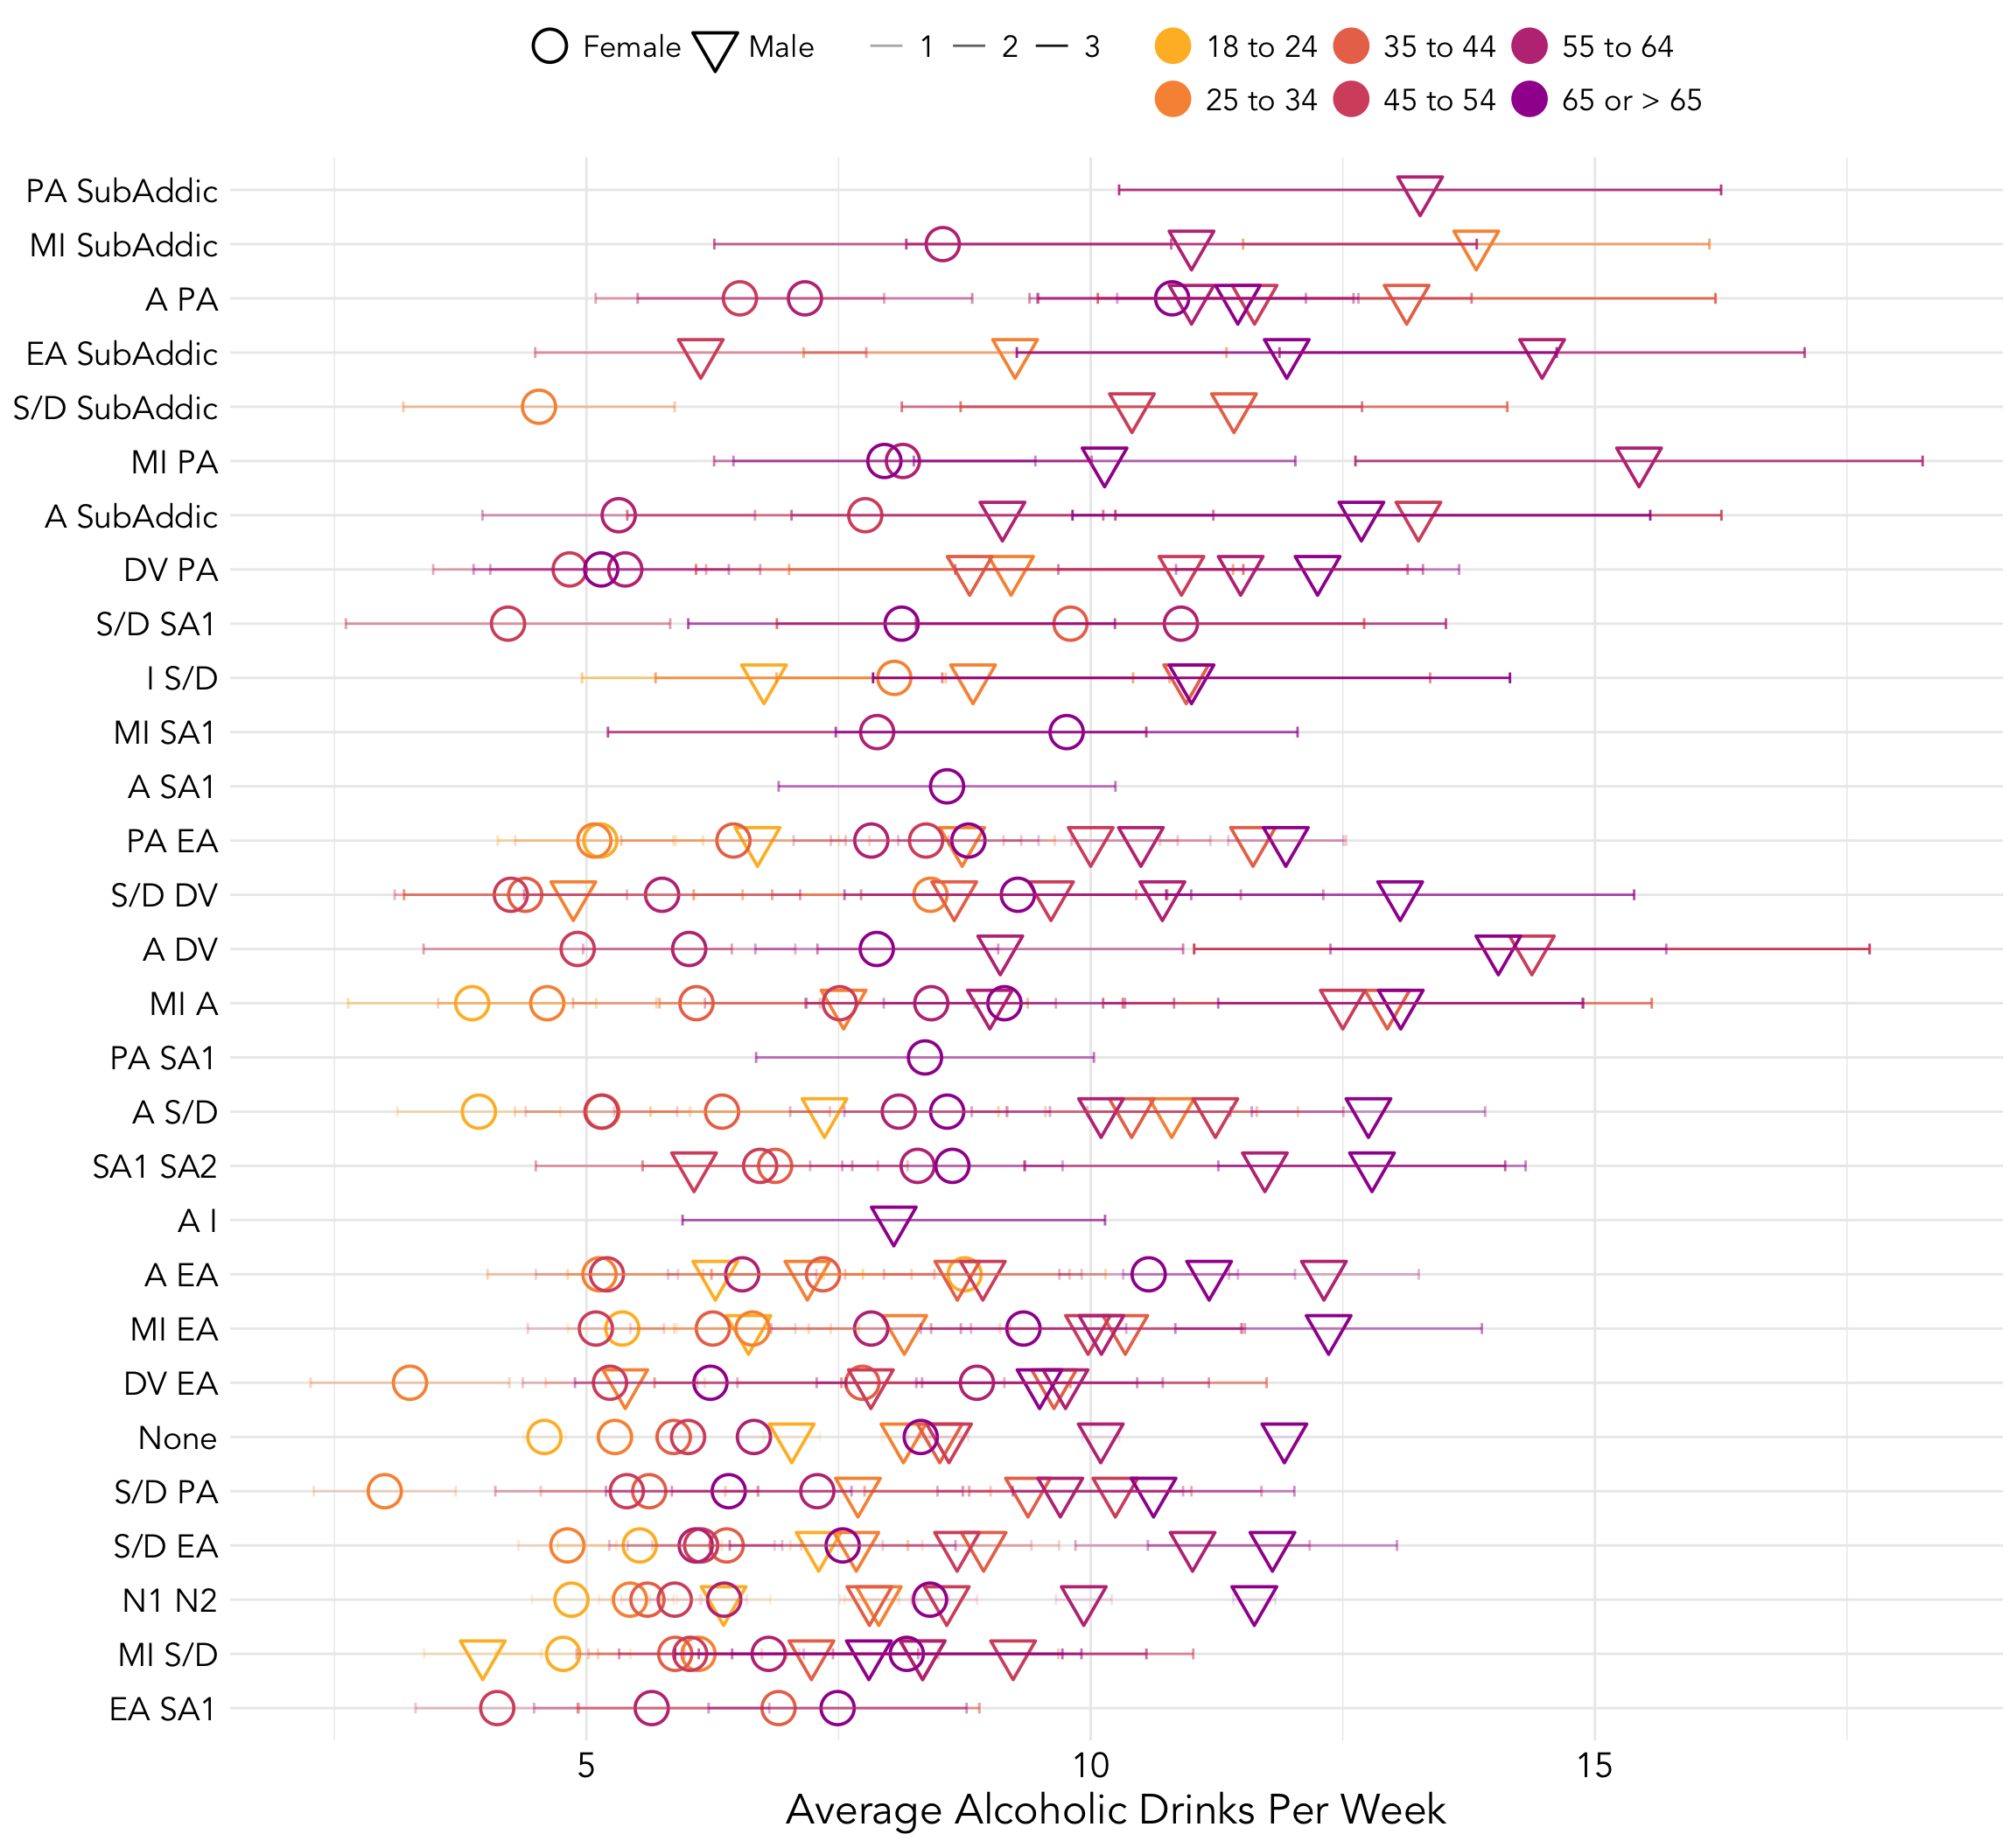 Female Male 1 2 3 18 to 24 35 to 44 55 to 64
25 to 34 45 to 54 65 or > 65
PA SubAddic
MI SubAddic
A PA
EA SubAddic
S/D SubAddic
MI PA
A SubAddic
DV PA
S/D SA1
I S/D
MI SA1
A SA1
PA EA
S/D DV
A DV
MI A
PA SA1
A S/D
SA1 SA2
A I
A EA
MI EA
DV EA
None
S/D PA
S/D EA
N1 N2
MI S/D
EA SA1
5 10 15
Average Alcoholic Drinks Per Week